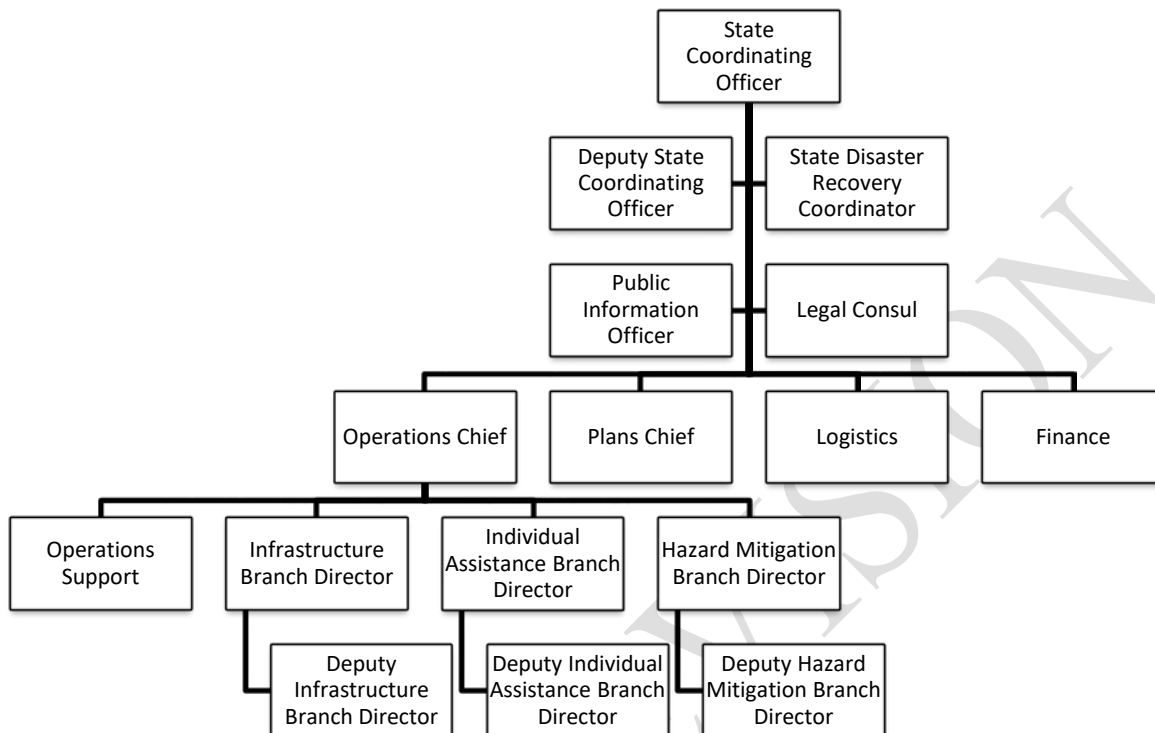 State
Coordinating
Officer
Deputy State
Coordinating
Officer
State Disaster
Recovery
Coordinator
Public
Information
Officer
Legal Consul
Operations Chief
Plans Chief
Logistics
Finance
Operations
Support
Infrastructure
Branch Director
Individual
Assistance Branch
Director
Hazard Mitigation
Branch Director
Deputy
Infrastructure
Branch Director
Deputy Individual
Assistance Branch
Director
Deputy Hazard
Mitigation Branch
Director